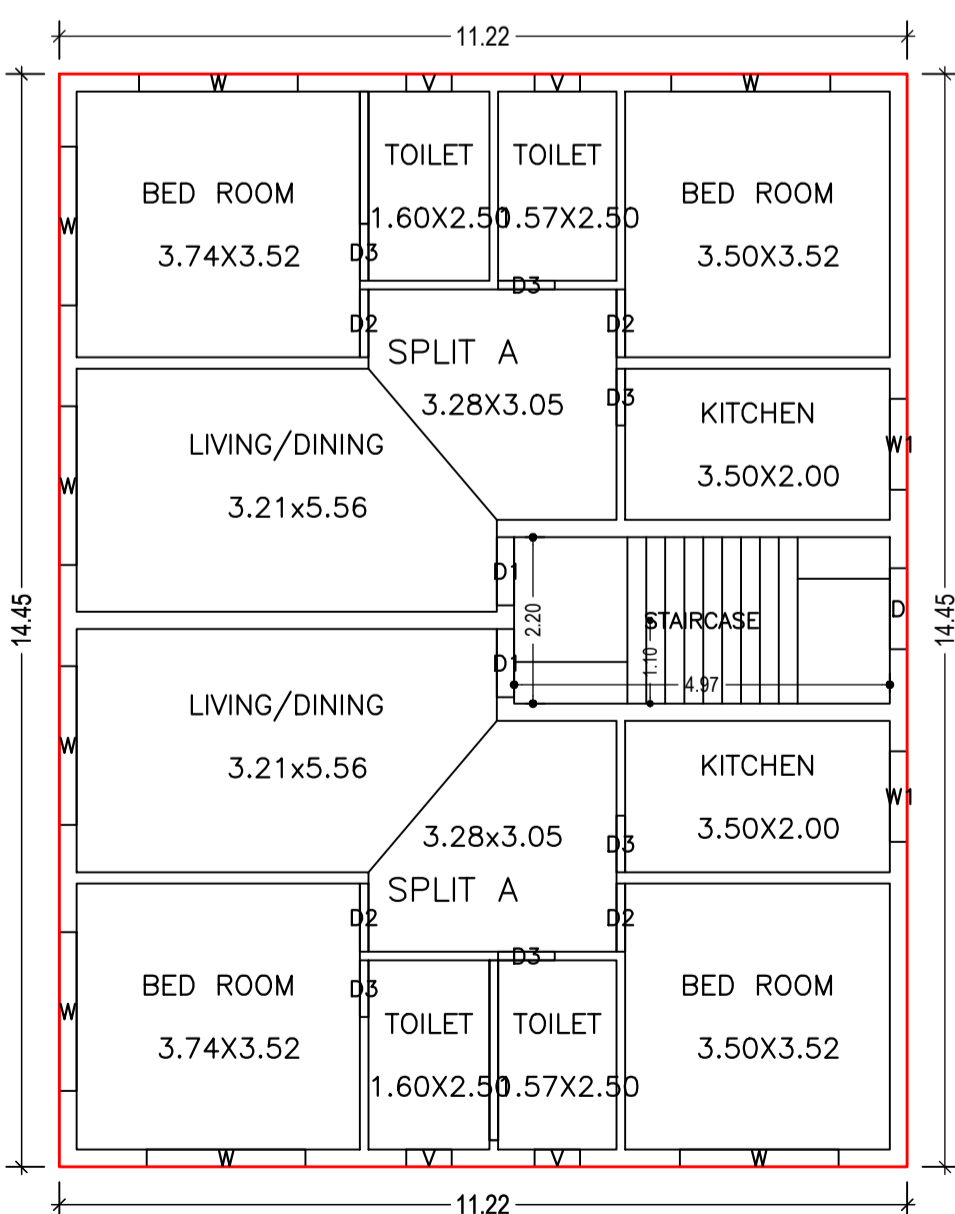 11.22
W
V
V
W
TOILET
TOILET
BED ROOM
BED ROOM
1.60X2.50
1.57X2.50
W
3.74X3.52
D3
3.50X3.52
D3
D2
D2
SPLIT A
3.28X3.05
D3
KITCHEN
LIVING/DINING
W1
3.50X2.00
W
3.21x5.56
D1
14.45
2.20
STAIRCASE
D
14.45
D1
1.10
4.97
LIVING/DINING
W
3.21x5.56
KITCHEN
W1
3.50X2.00
3.28x3.05
D3
SPLIT A
D2
D2
D3
BED ROOM
D3
BED ROOM
W
TOILET
TOILET
3.74X3.52
3.50X3.52
1.60X2.50
1.57X2.50
W
V
V
W
11.22